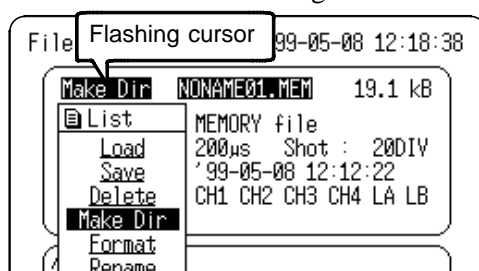 File
Flashing cursor
99-05-08 12:18:38
Make Dir NONAME01.MEM 19.1 kB
List
MEMORY file
Load
200µs Shot : 20DIV
Save
'99-05-08 12:12:22
Delete
CH1 CH2 CH3 CH4 LA LB
Make Dir
Format
Rename